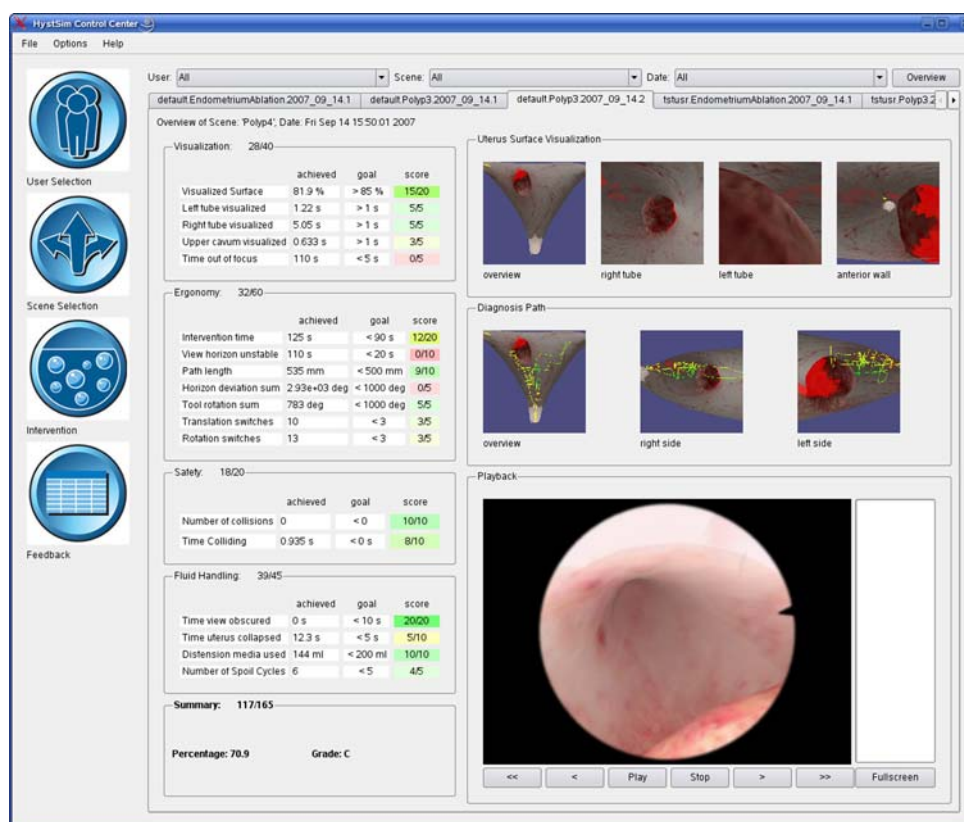 HystSim Control Center
File Options Help
User: All Scene: All Date: All Overview
default.EndometriumAblation.2007_09_14.1 default.Polyp3.2007_09_14.1 default.Polyp3.2007_09_14.2 tstusr.EndometriumAblation.2007_09_14.1 tstusr.Polyp3.2
Overview of Scene: 'Polyp4', Date: Fri Sep 14 15:50:01 2007
User Selection
Scene Selection
Intervention
Feedback
Visualization: 28/40
achieved goal score
Visualized Surface 81.9 % > 85 % 15/20
Left tube visualized 1.22 s > 1 s 5/5
Right tube visualized 5.05 s > 1 s 5/5
Upper cavum visualized 0.633 s > 1 s 3/5
Time out of focus 110 s < 5 s 0/5
Ergonomy: 32/60
achieved goal score
Intervention time 125 s < 90 s 12/20
View horizon unstable 110 s < 20 s 0/10
Path length 535 mm < 500 mm 9/10
Horizon deviation sum 2.93e+03 deg < 1000 deg 0/5
Tool rotation sum 783 deg < 1000 deg 5/5
Translation switches 10 < 3 3/5
Rotation switches 13 < 3 3/5
Safety: 18/20
achieved goal score
Number of collisions 0 < 0 10/10
Time Colliding 0.935 s < 0 s 8/10
Fluid Handling: 39/45
achieved goal score
Time view obscured 0 s < 10 s 20/20
Time uterus collapsed 12.3 s < 5 s 5/10
Distension media used 144 ml < 200 ml 10/10
Number of Spoil Cycles 6 < 5 4/5
Summary: 117/165
Percentage: 70.9 Grade: C
Uterus Surface Visualization
overview right tube left tube anterior wall
Diagnosis Path
overview right side left side
Playback
<< < Play Stop > >> Fullscreen